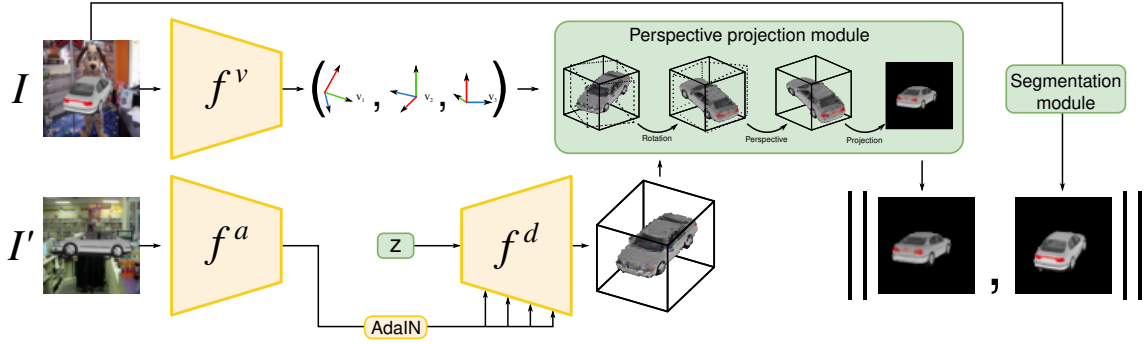 Perspective projection module
I
f^v
( v₁ , v₂ , v₃ )
Segmentation
module
Rotation
Perspective
Projection
I'
f^a
z
f^d
AdaIN
|| , ||